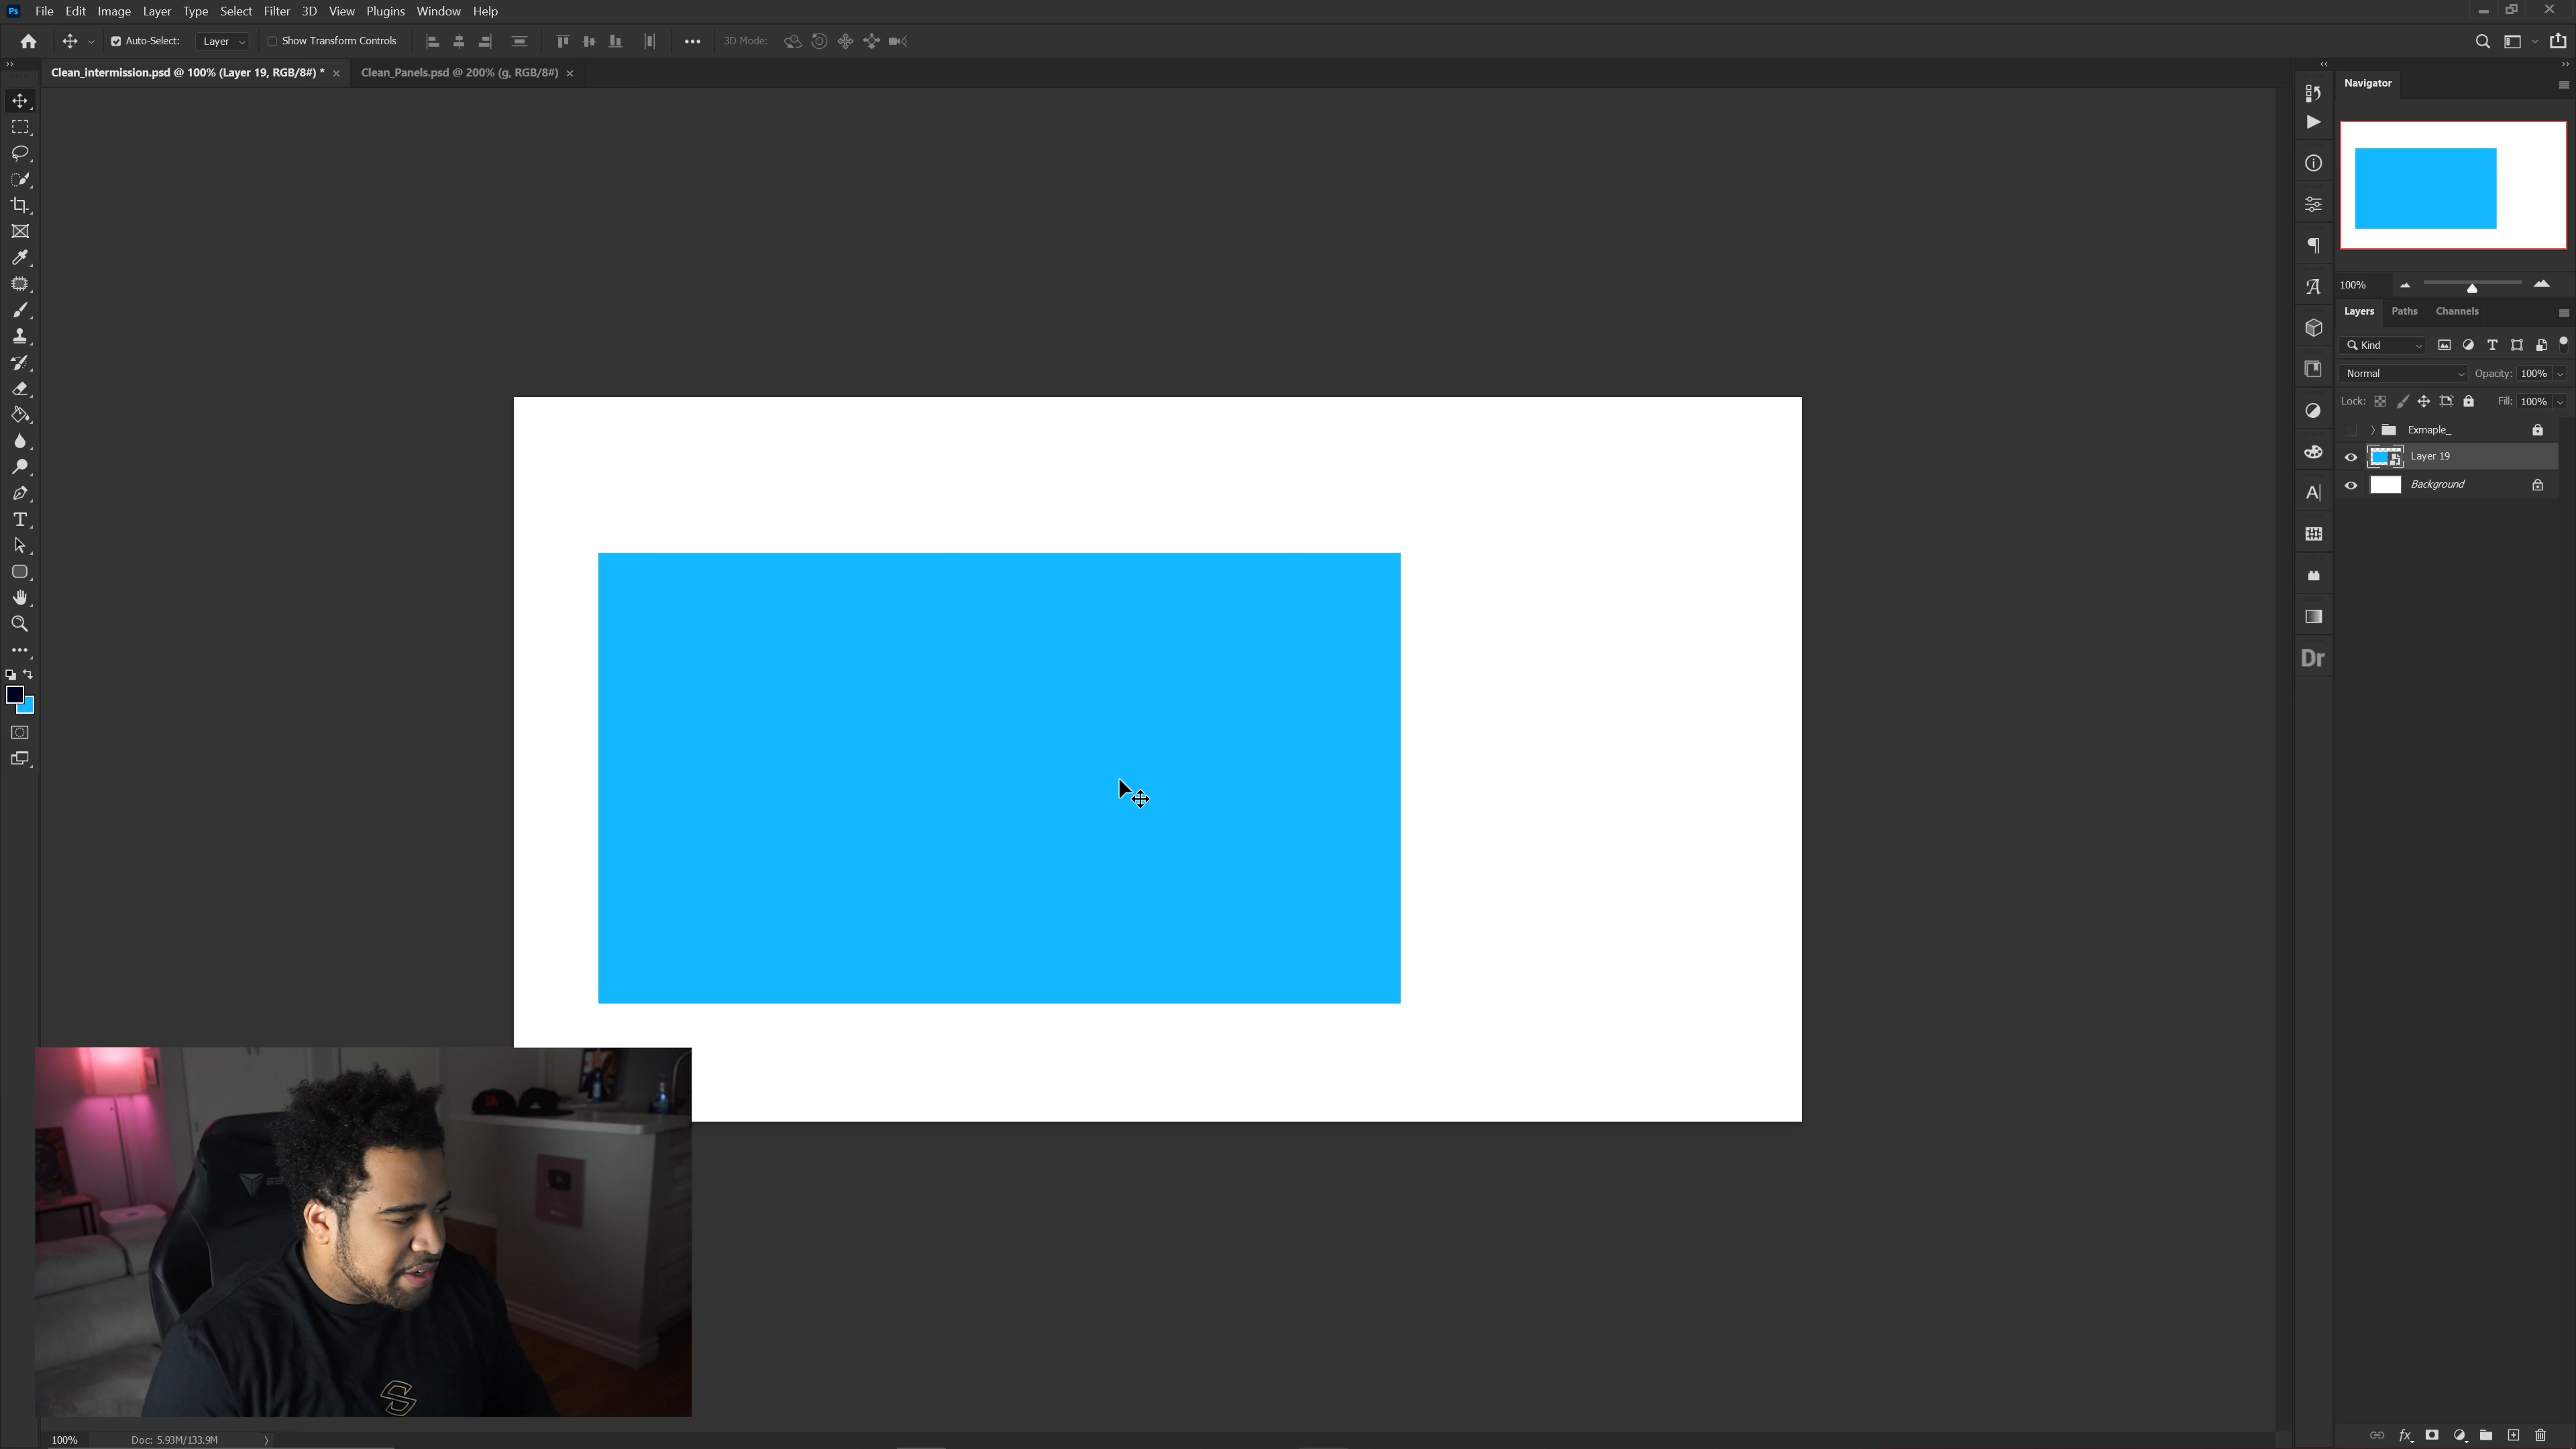 Ps File Edit Image Layer Type Select Filter 3D View Plugins Window Help
Auto-Select: Layer Show Transform Controls 3D Mode:
Clean_intermission.psd @ 100% (Layer 19, RGB/8#) * Clean_Panels.psd @ 200% (g, RGB/8#)
Navigator
100%
Layers Paths Channels
Kind
Normal Opacity: 100%
Lock: Fill: 100%
Exmaple_
Layer 19
Background
Dr
100% Doc: 5.93M/133.9M
fx